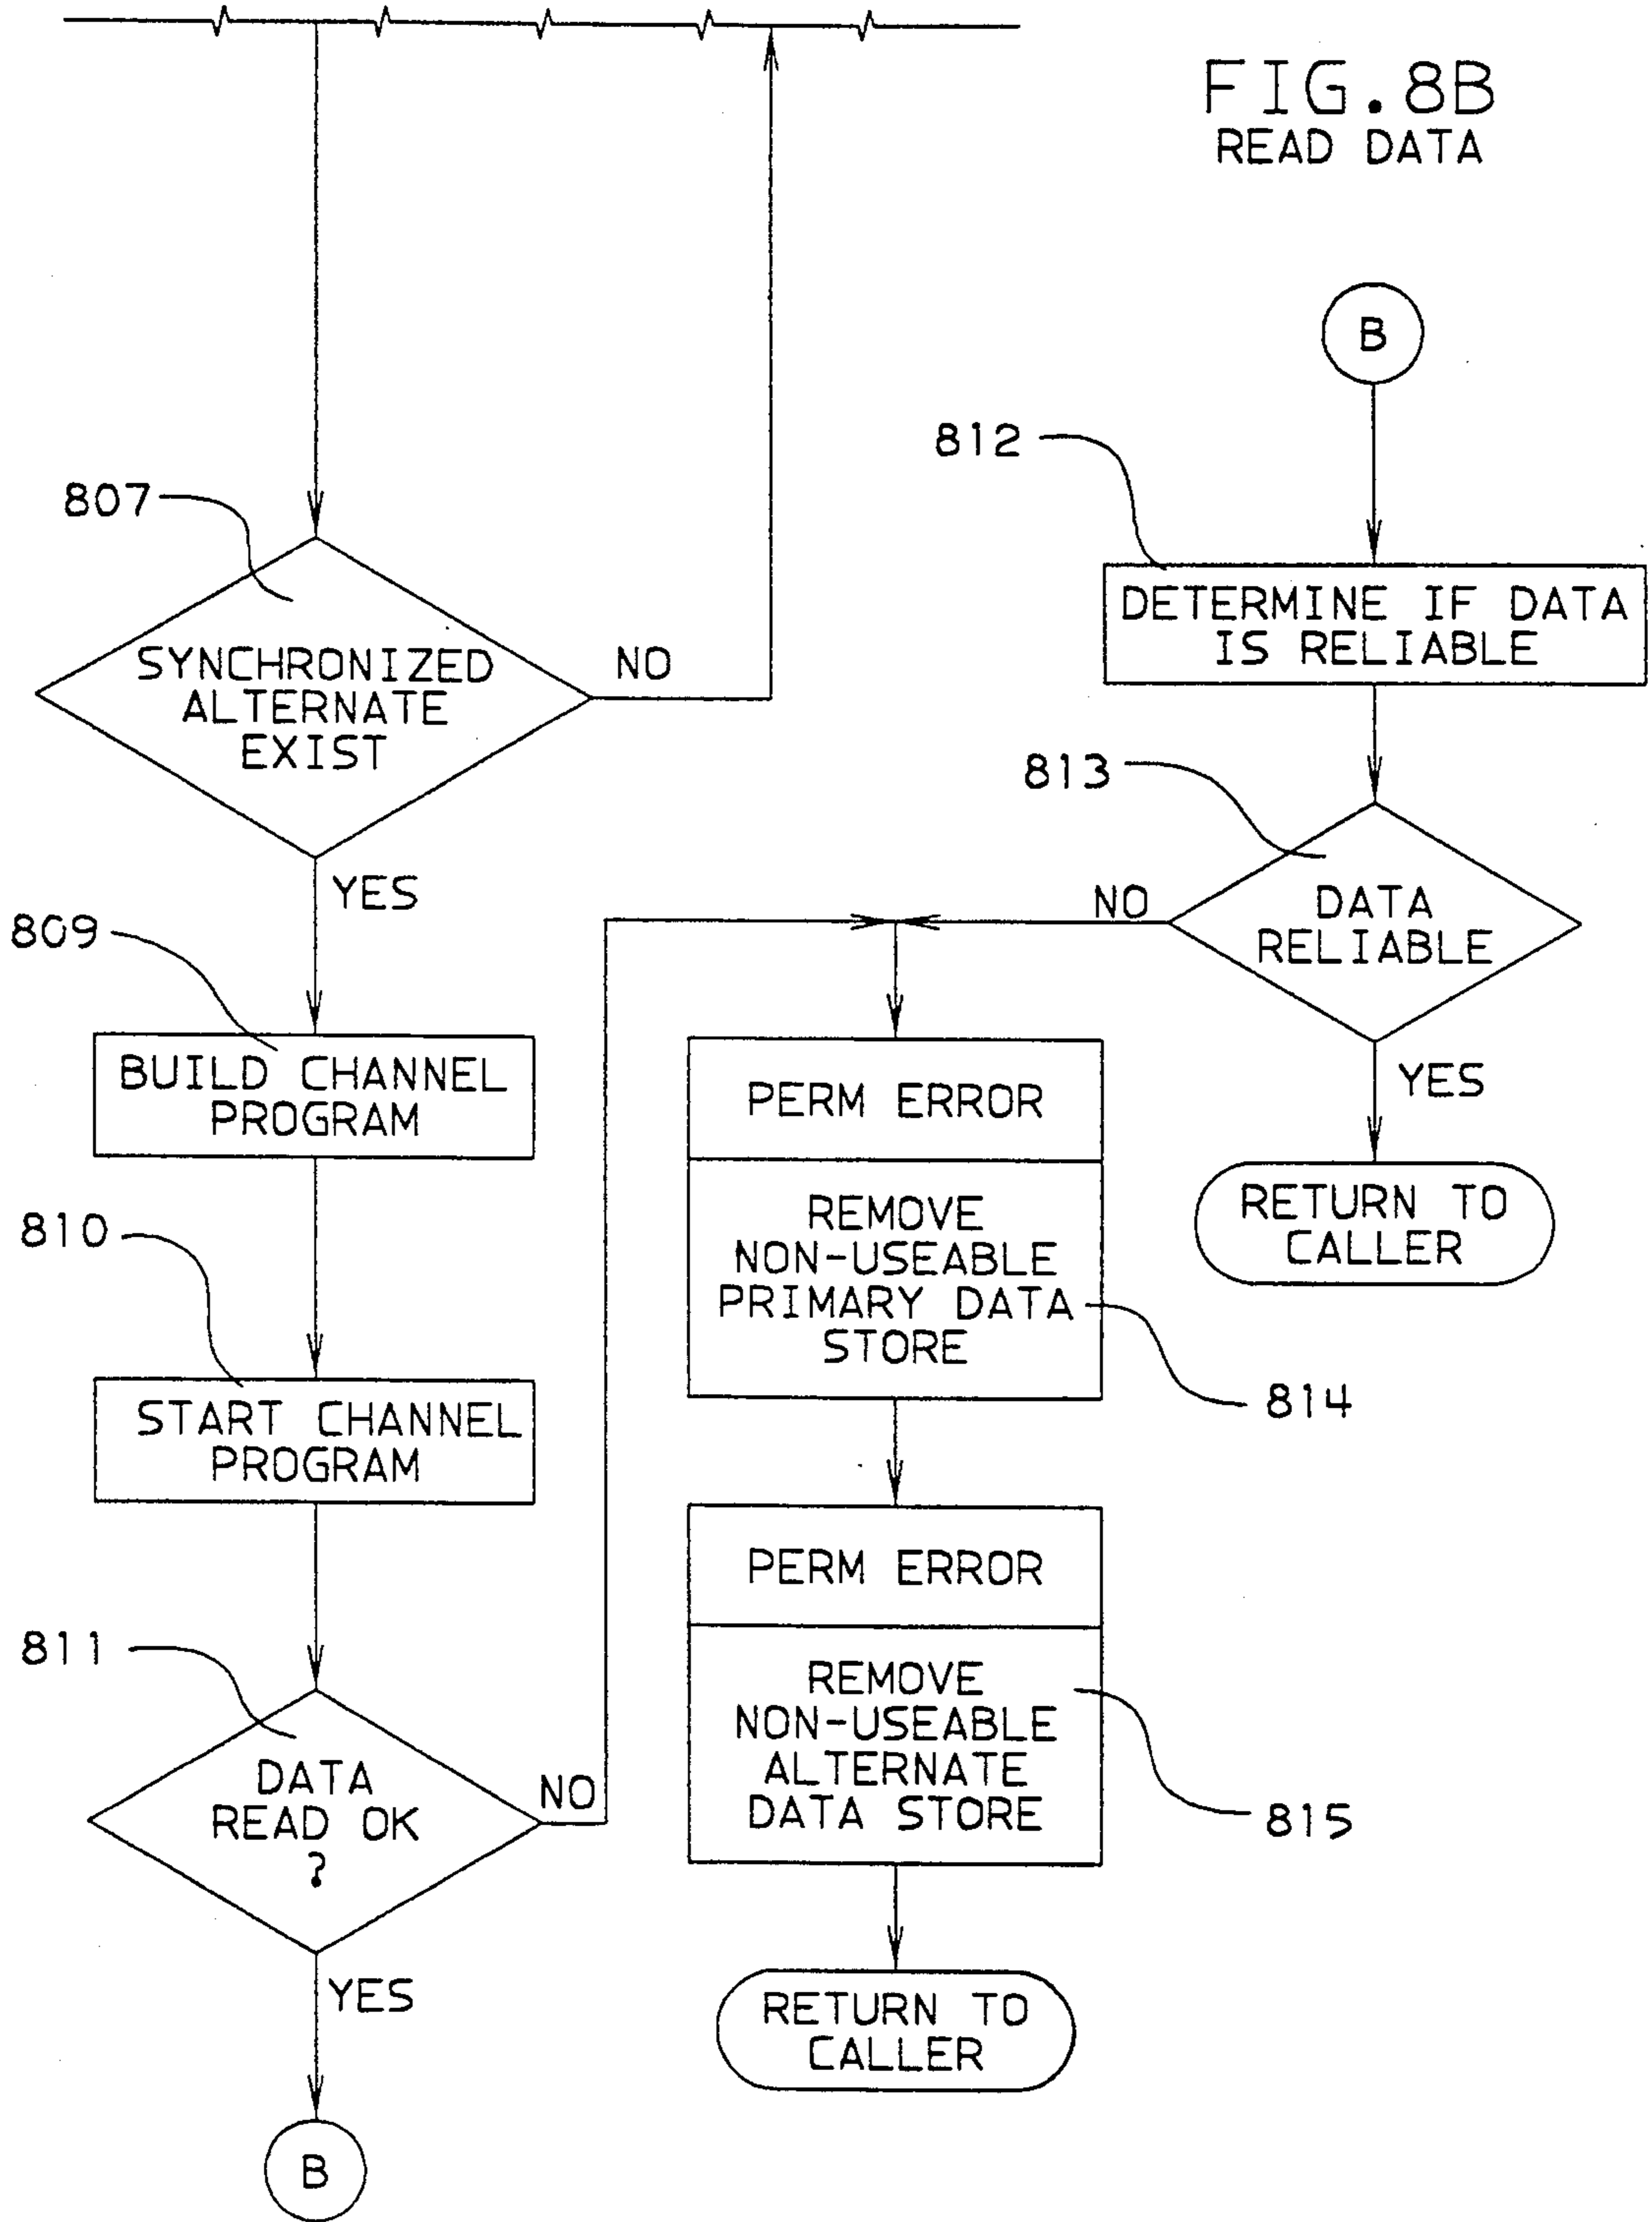 FIG.8B
READ DATA
807
SYNCHRONIZED
ALTERNATE
EXIST
NO
YES
809
BUILD CHANNEL
PROGRAM
810
START CHANNEL
PROGRAM
811
DATA
READ OK
?
NO
YES
B
B
812
DETERMINE IF DATA
IS RELIABLE
813
DATA
RELIABLE
NO
YES
RETURN TO
CALLER
PERM ERROR
REMOVE
NON-USEABLE
PRIMARY DATA
STORE
814
PERM ERROR
REMOVE
NON-USEABLE
ALTERNATE
DATA STORE
815
RETURN TO
CALLER